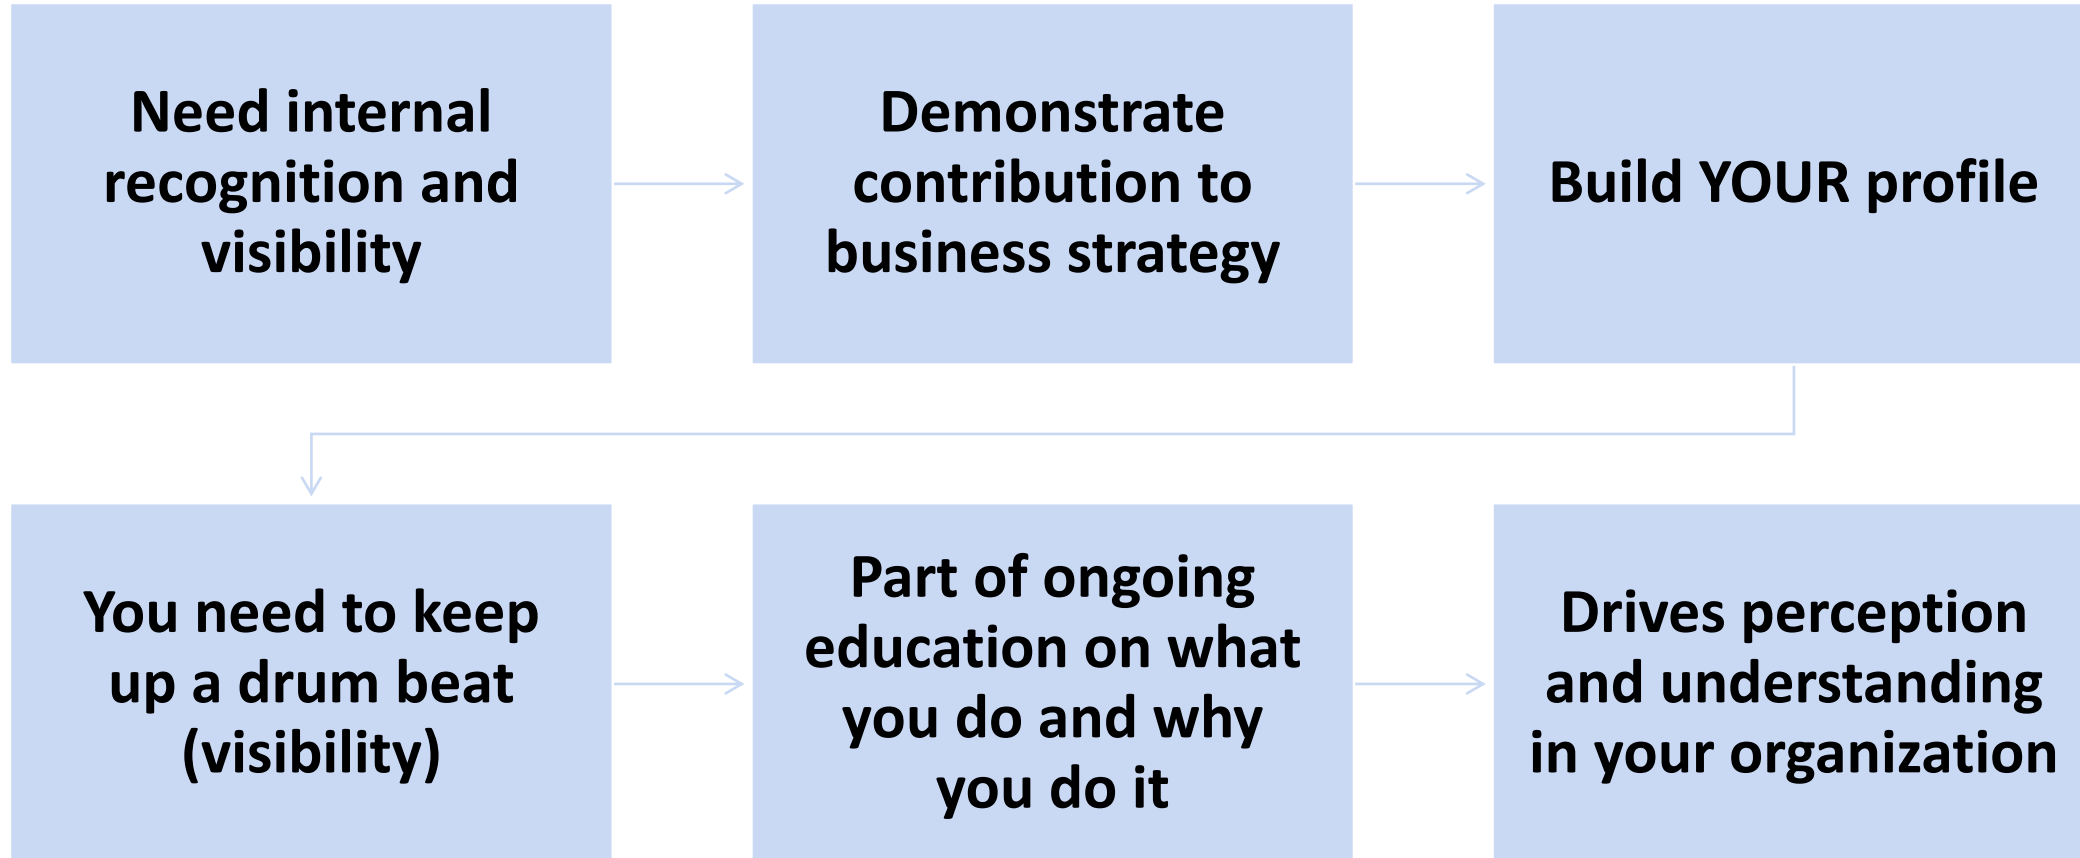 Need internal
recognition and
visibility
Demonstrate
contribution to
business strategy
Build YOUR profile
You need to keep
up a drum beat
(visibility)
Part of ongoing
education on what
you do and why
you do it
Drives perception
and understanding
in your organization